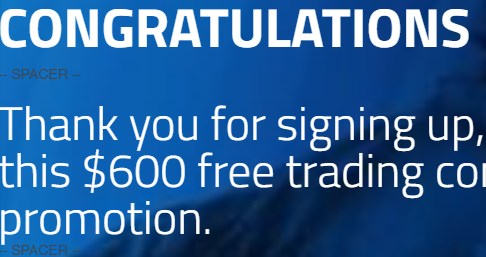 CONGRATULATIONS
-- SPACER --
Thank you for signing up,
this $600 free trading
promotion.
-- SPACER --